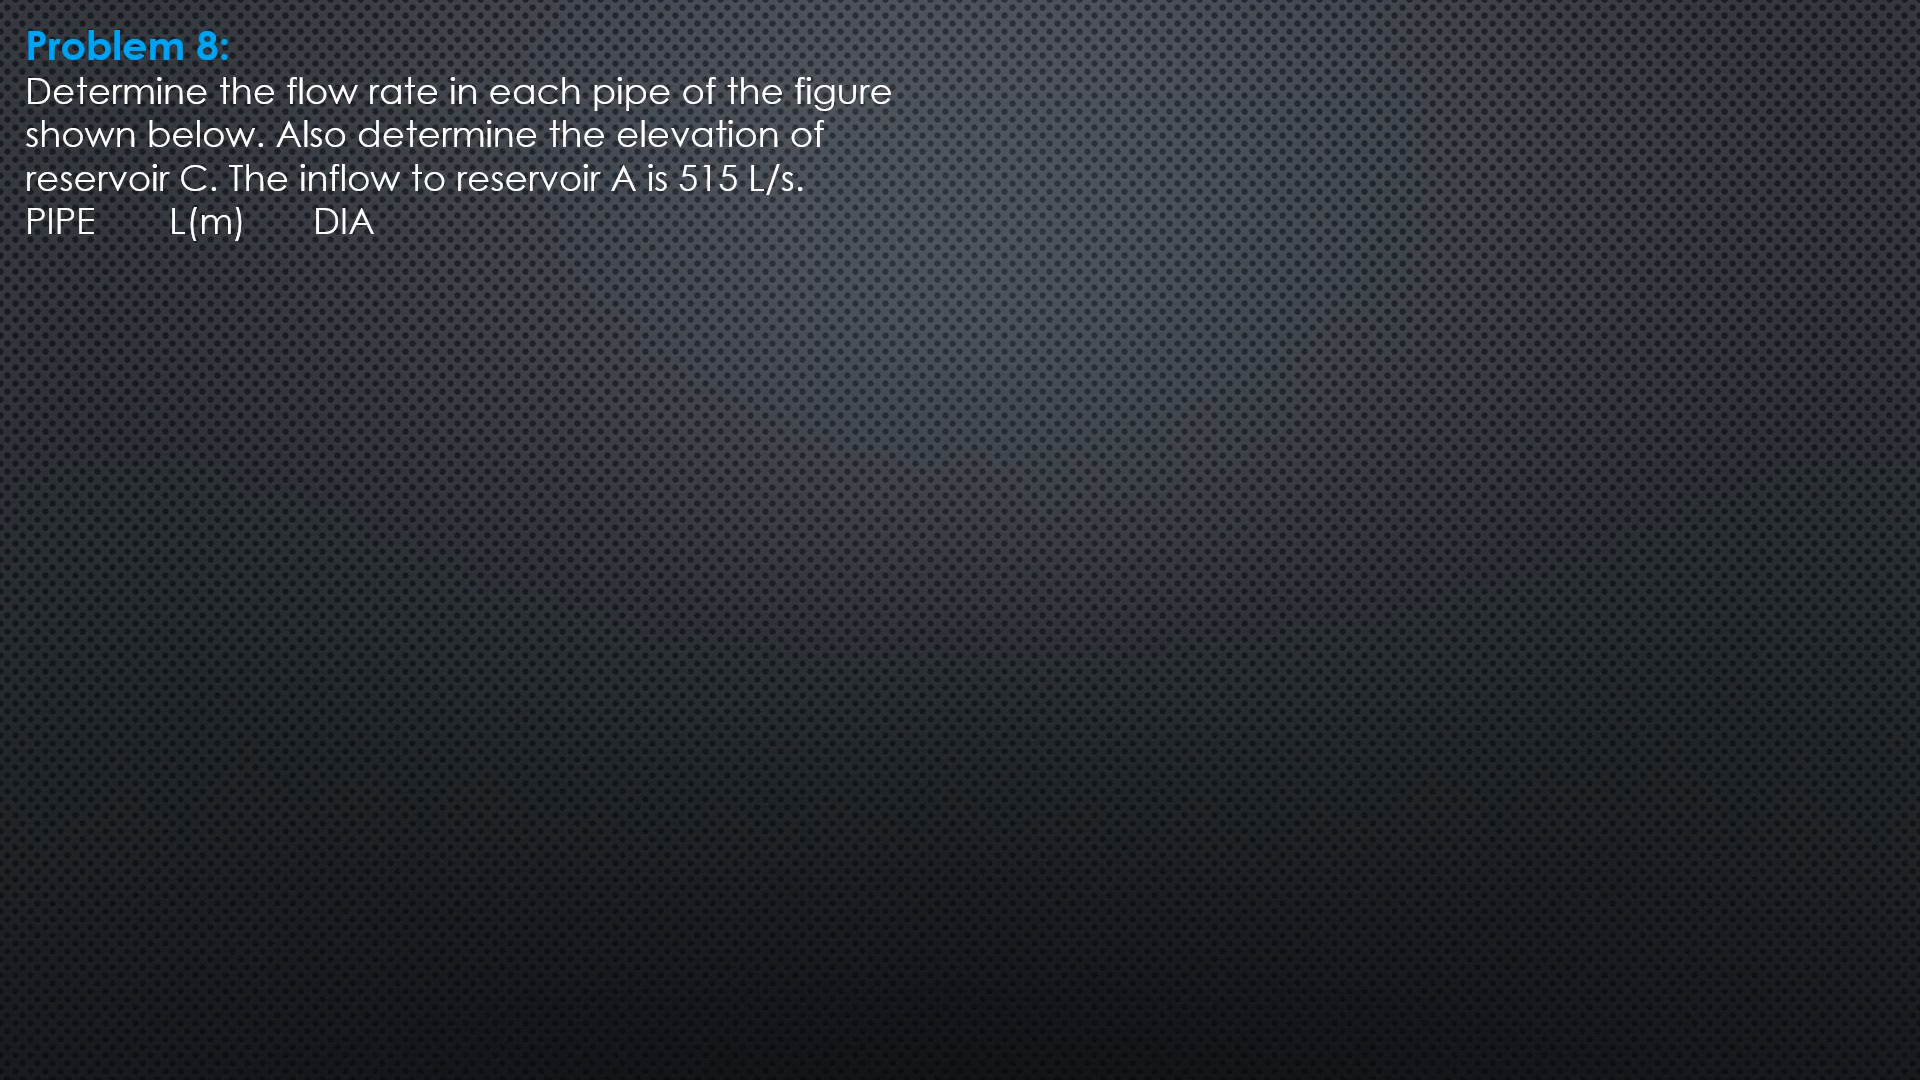 Problem 8:
Determine the flow rate in each pipe of the figure
shown below. Also determine the elevation of
reservoir C. The inflow to reservoir A is 515 L/s.
PIPE L(m) DIA